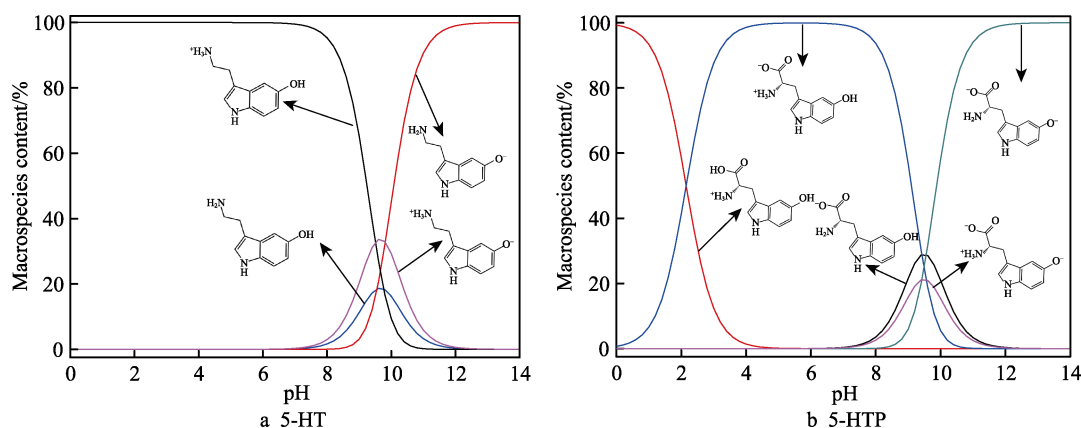 Macrospecies content/%
100
80
60
40
20
0
⁺H₃N
OH
N
H
H₂N
O⁻
N
H
H₂N
OH
N
H
⁺H₃N
O⁻
N
H
0 2 4 6 8 10 12 14
pH
a 5-HT
Macrospecies content/%
100
80
60
40
20
0
O
⁻O
⁺H₃N
OH
N
H
O
⁻O
H₂N
O⁻
N
H
O
HO
⁺H₃N
OH
N
H
O
⁻O
H₂N
OH
N
H
O
⁻O
⁺H₃N
O⁻
N
H
0 2 4 6 8 10 12 14
pH
b 5-HTP